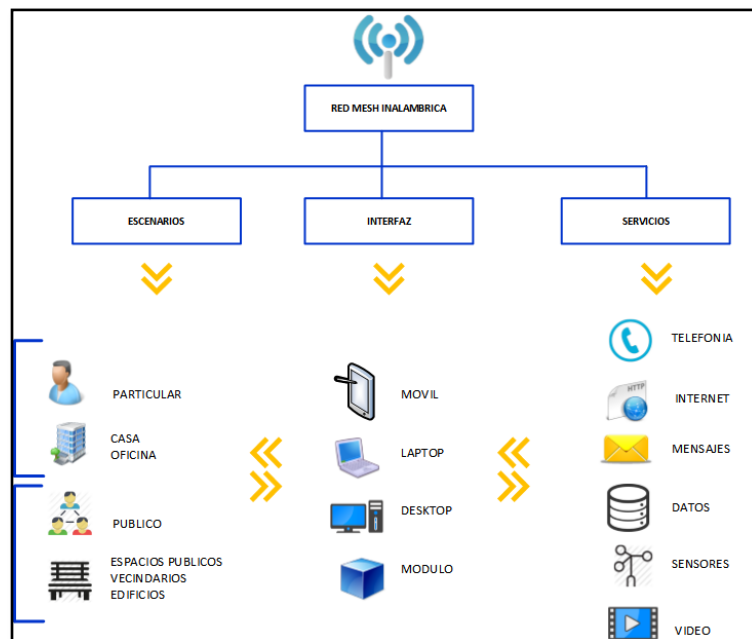 RED MESH INALAMBRICA
ESCENARIOS
INTERFAZ
SERVICIOS
PARTICULAR
CASA
OFICINA
PUBLICO
ESPACIOS PUBLICOS
VECINDARIOS
EDIFICIOS
MOVIL
LAPTOP
DESKTOP
MODULO
TELEFONIA
HTTP
INTERNET
MENSAJES
DATOS
SENSORES
VIDEO